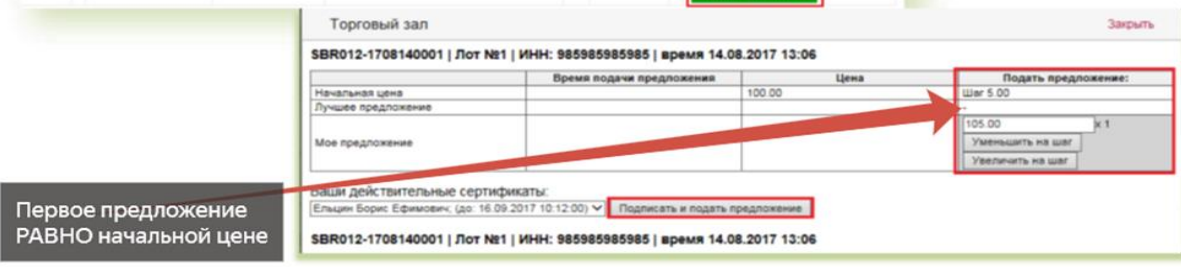 Торговый зал Закрыть
SBR012-1708140001 | Лот №1 | ИНН: 985985985985 | время 14.08.2017 13:06
Время подачи предложения Цена Подать предложение:
Начальная цена 100.00 Шаг 5.00
Лучшее предложение --
Мое предложение 105.00 x 1
Уменьшить на шаг
Увеличить на шаг
Ваши действительные сертификаты:
Ельцин Борис Ефимович; (до: 16.09.2017 10:12:00) Подписать и подать предложение
SBR012-1708140001 | Лот №1 | ИНН: 985985985985 | время 14.08.2017 13:06
Первое предложение
РАВНО начальной цене